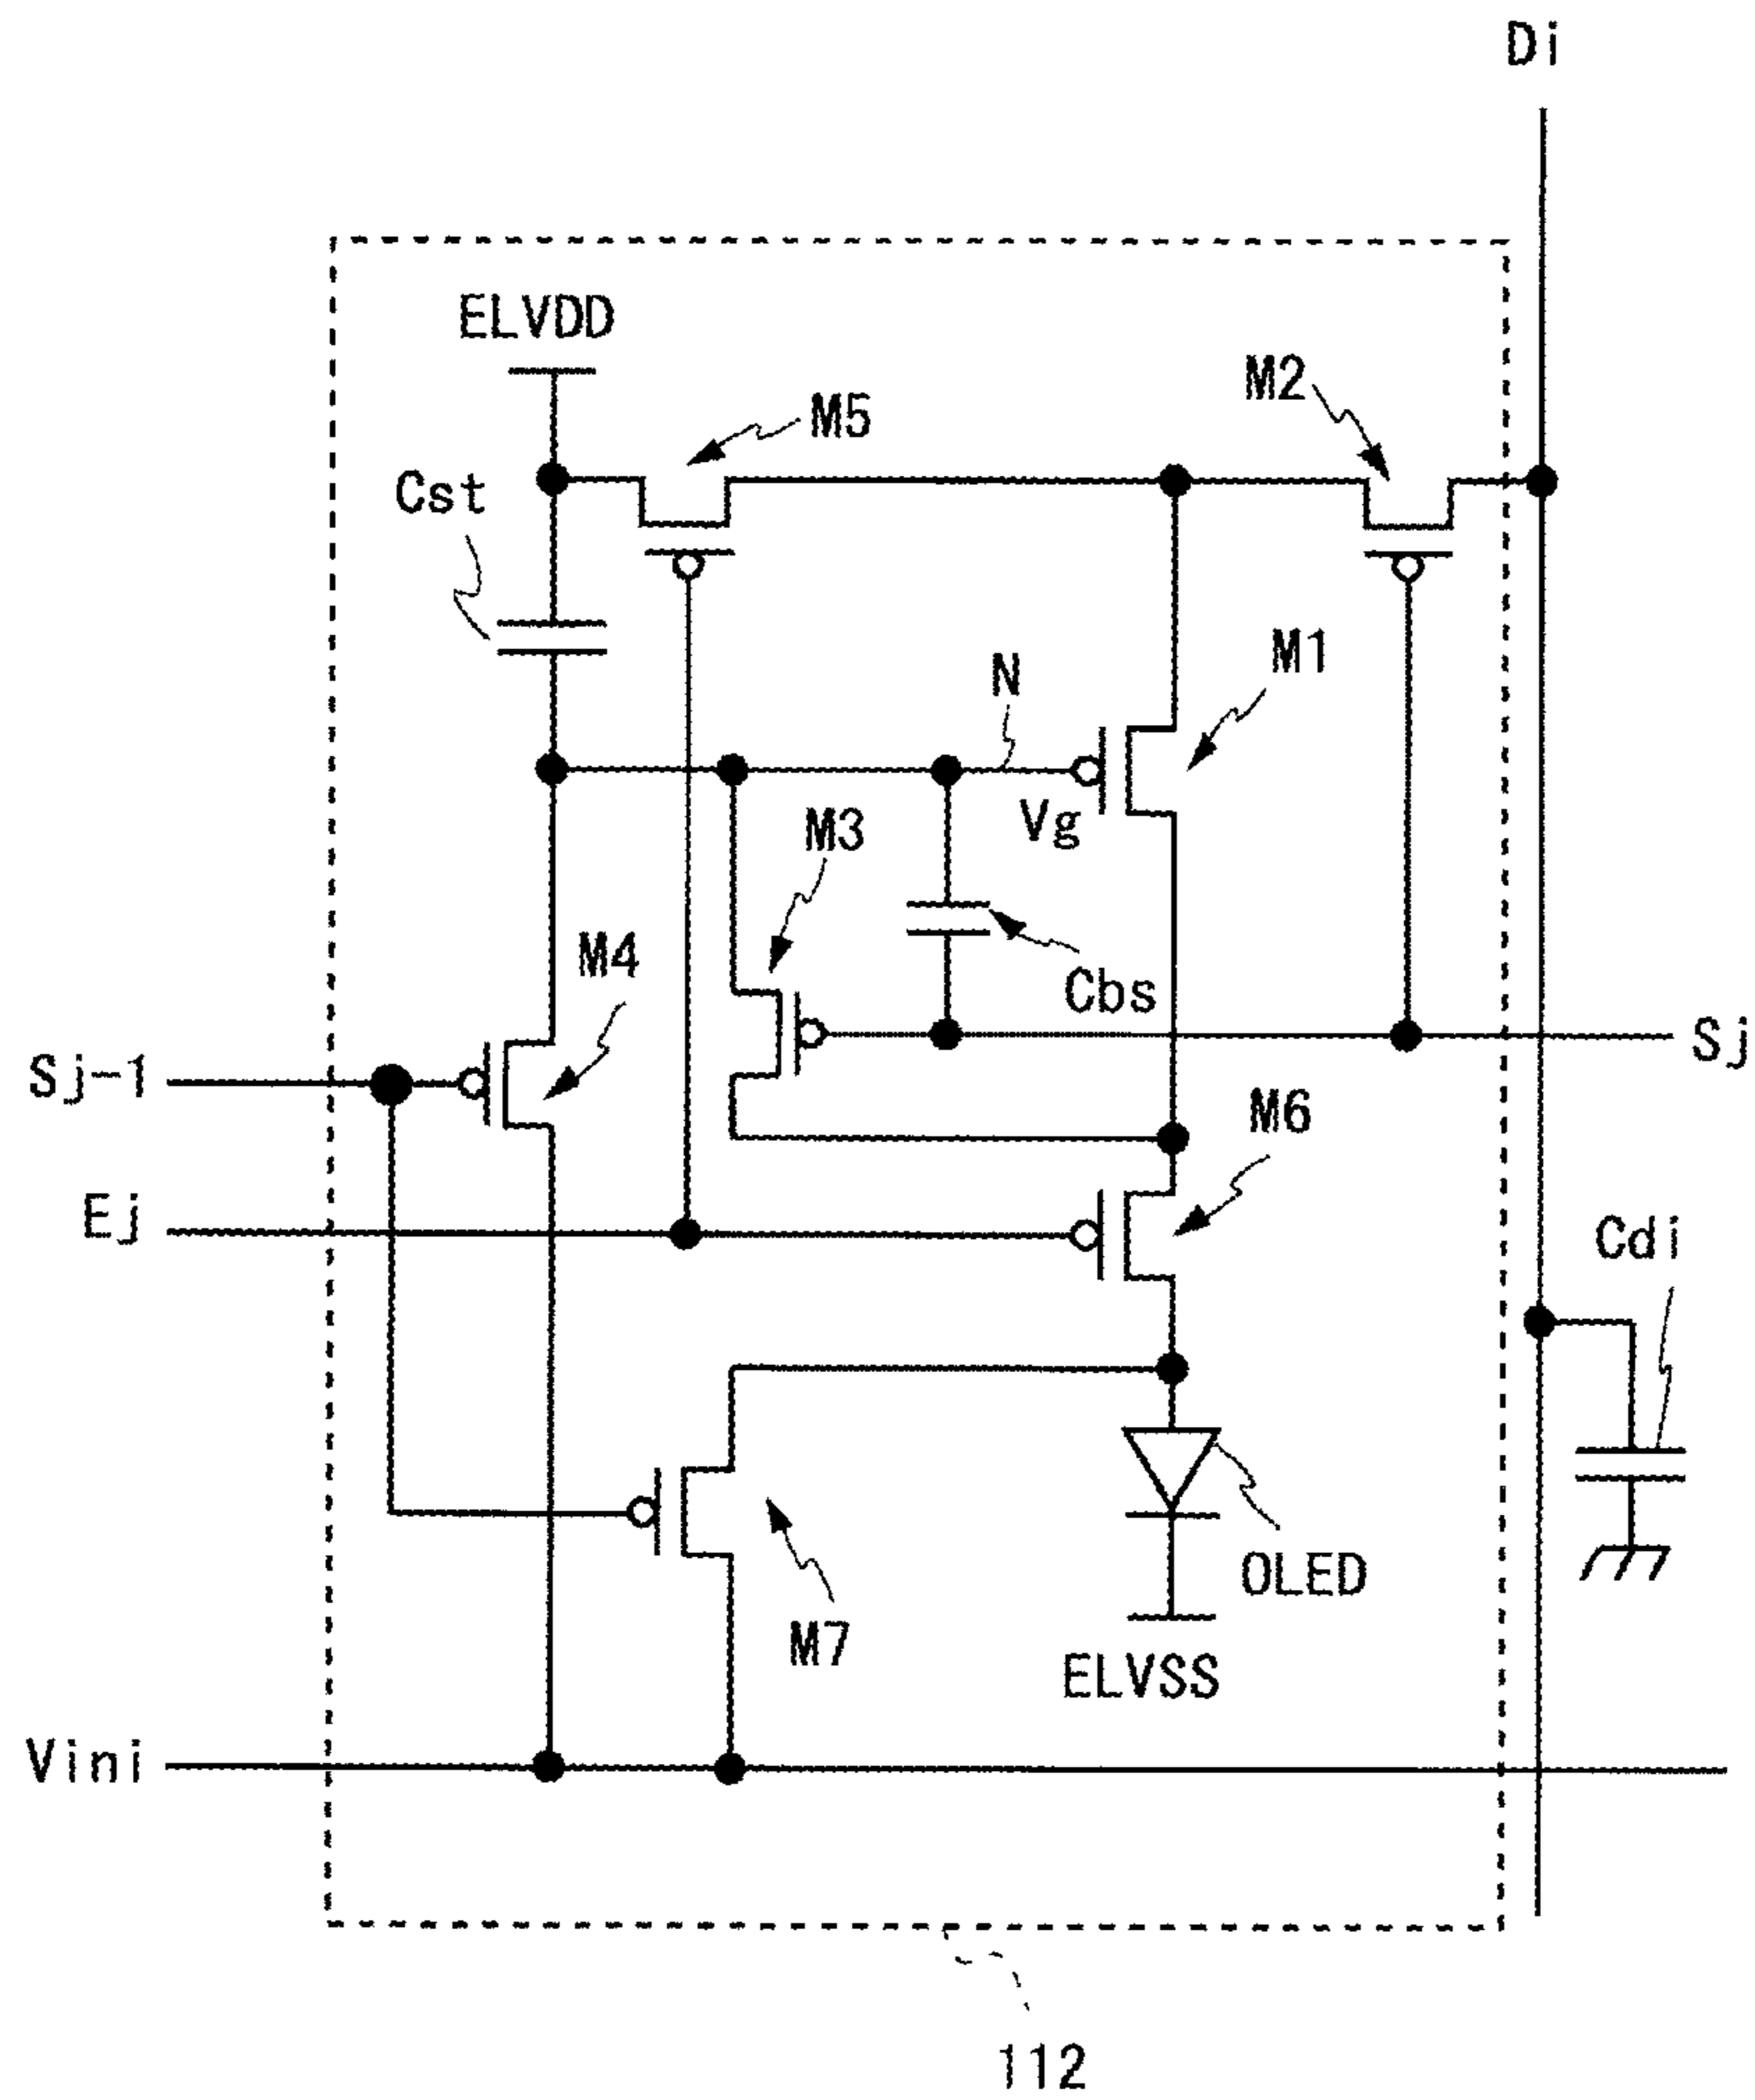 Di
ELVDD
M5
M2
Cst
N
M1
Vg
M3
M4
Cbs
Sj-1
Sj
M6
Ej
Cdi
OLED
M7
ELVSS
Vini
112